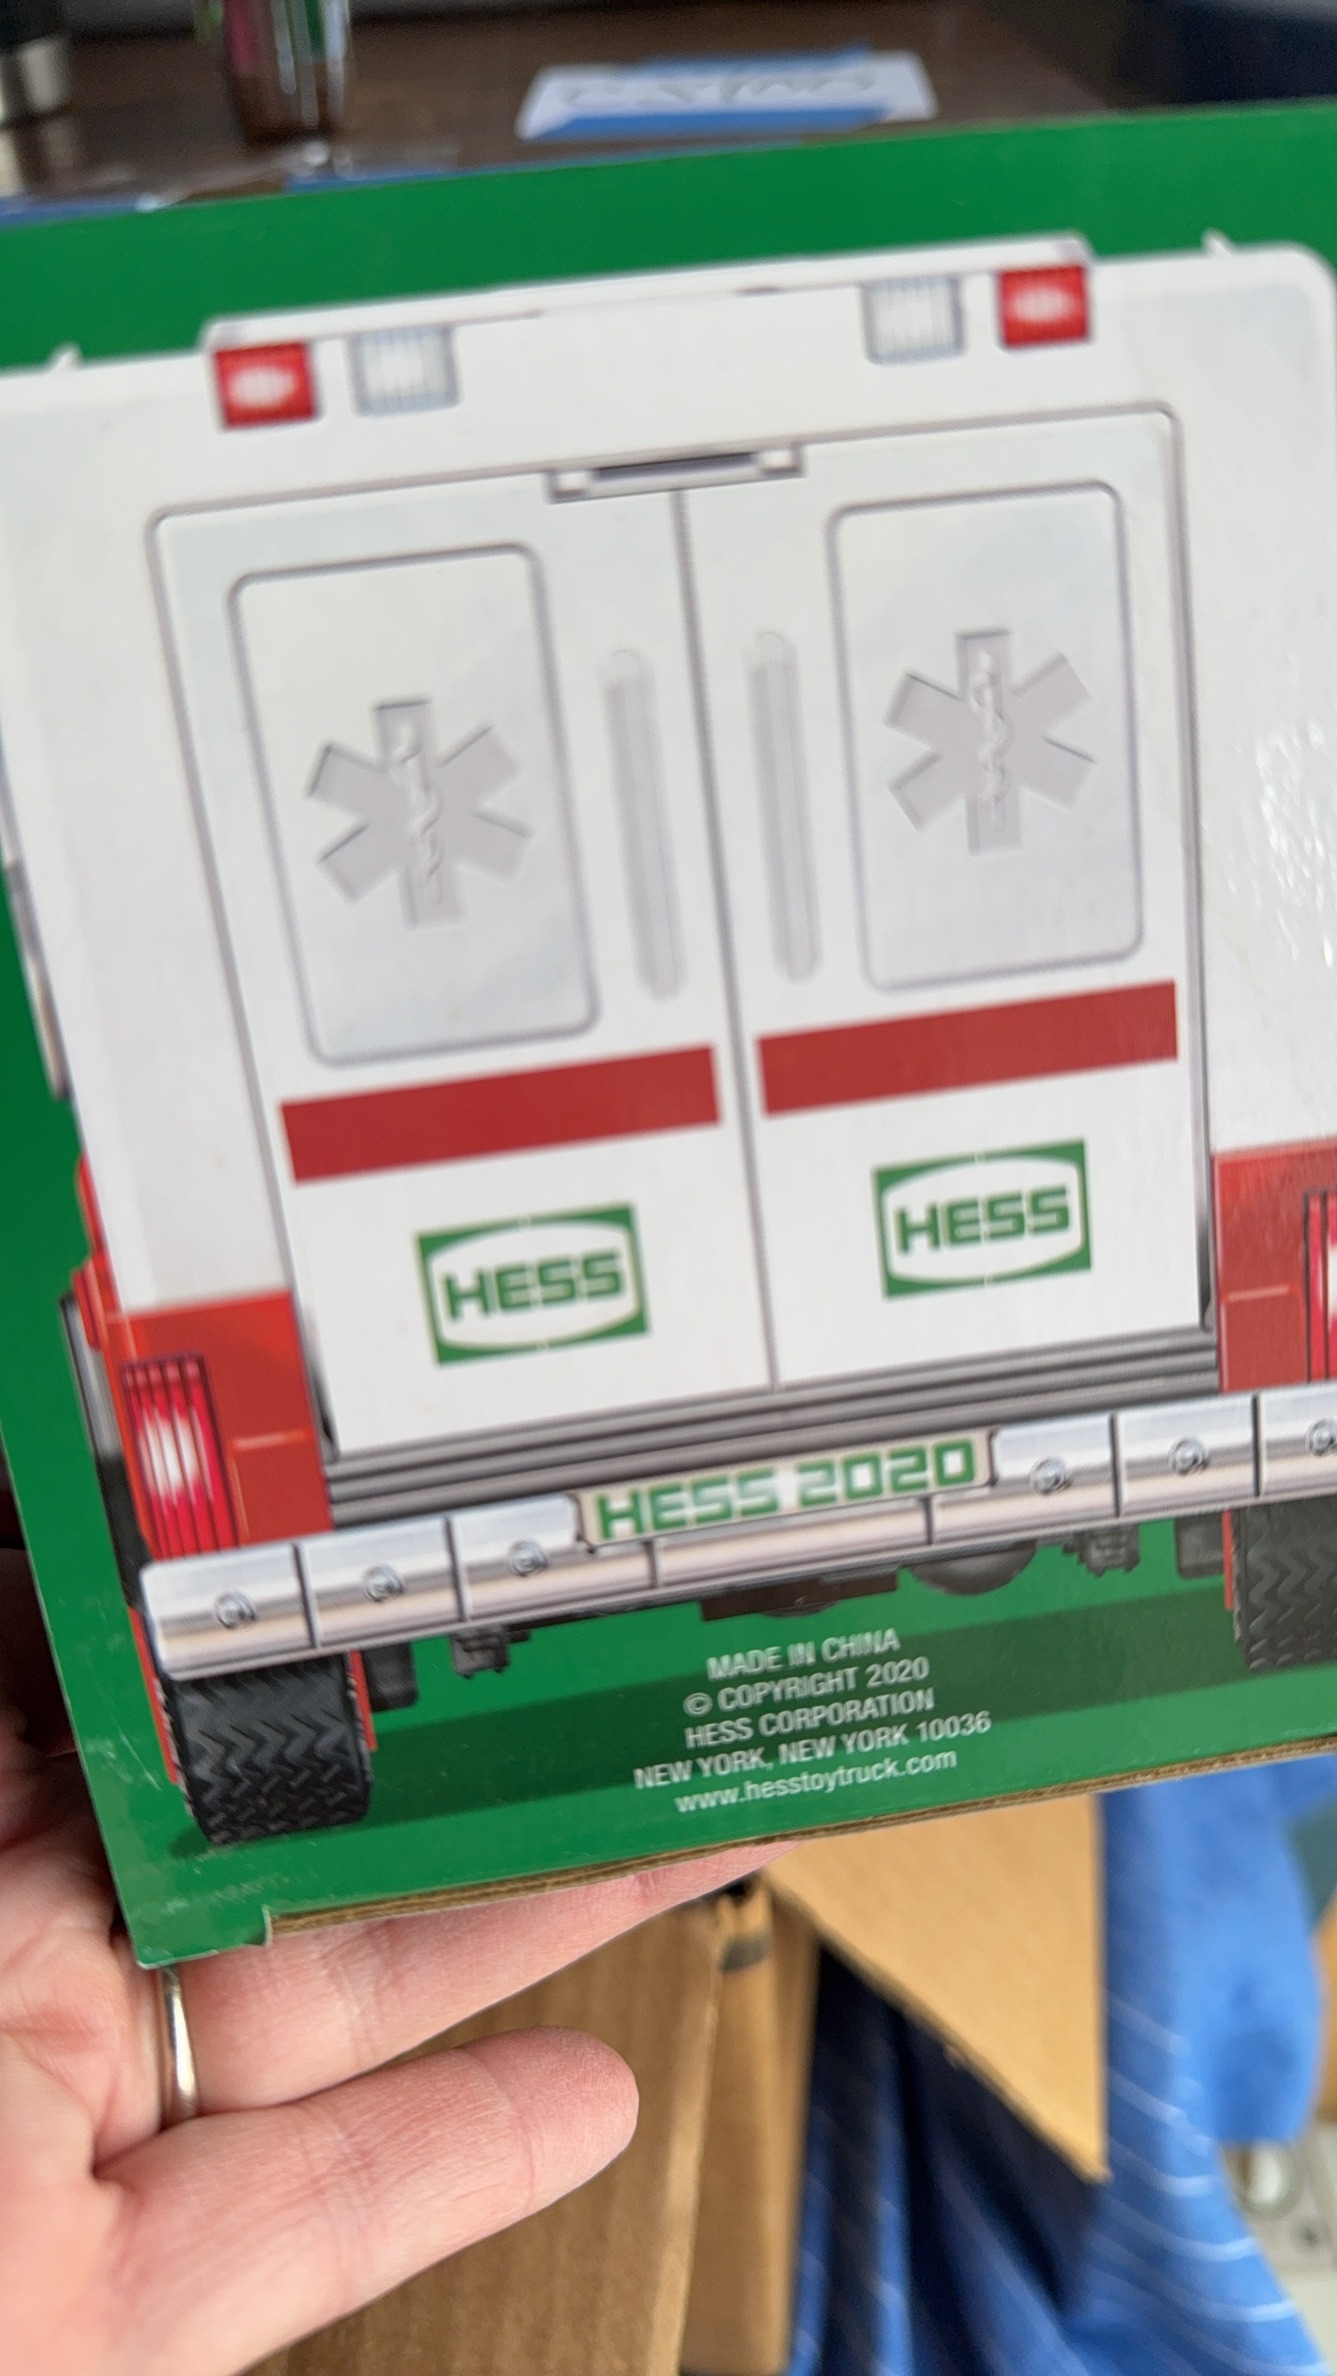 HESS
HESS
HESS 2020
MADE IN CHINA
© COPYRIGHT 2020
HESS CORPORATION
NEW YORK, NEW YORK 10036
www.hesstoytruck.com